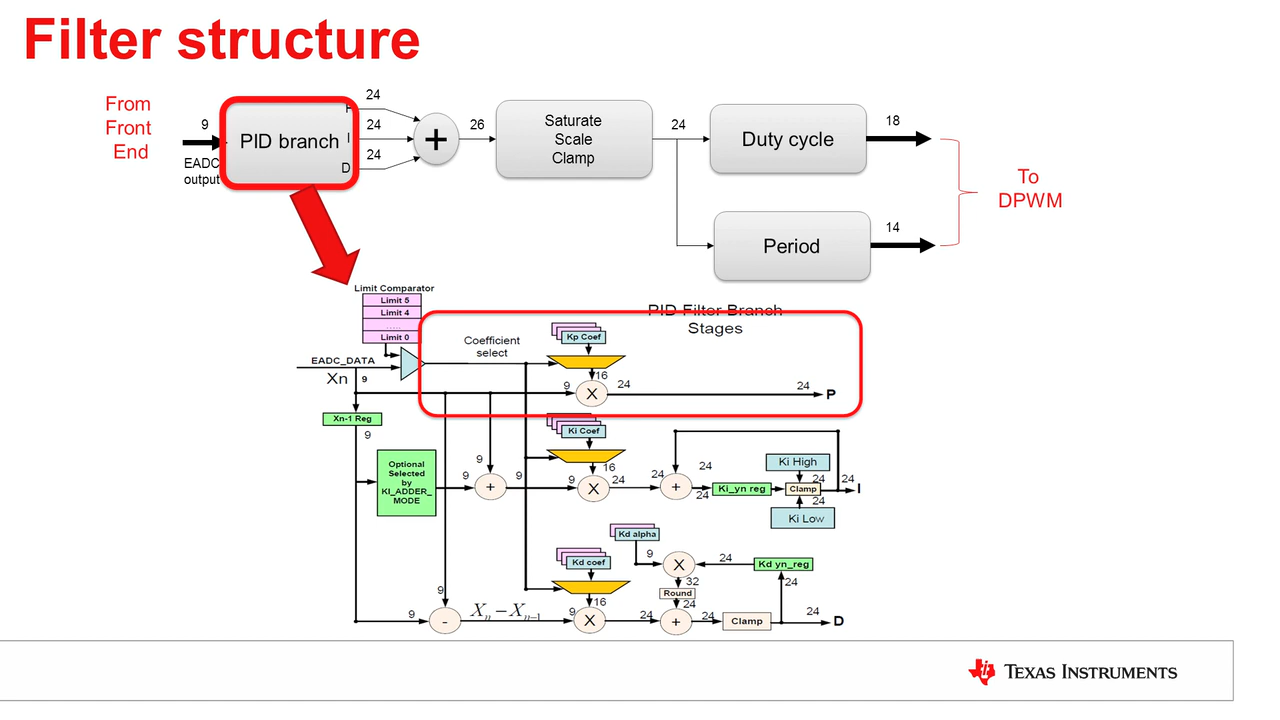 Filter structure
From
Front
End
9
EADC
output
PID branch
I
D
24
24
24
+
26
Saturate
Scale
Clamp
24
Duty cycle
18
Period
14
To
DPWM
Limit Comparator
Limit 5
Limit 4
.....
Limit 0
PID Filter Branch
Stages
Coefficient
select
Kp Coef
EADC_DATA
Xn
9
16
9
X
24
24
P
Xn-1 Reg
9
Ki Coef
Optional
Selected
by
KI_ADDER_
MODE
9
9
+
9
16
9
X
24
24
+
24
24
Ki_yn reg
Ki High
24
Clamp
24
24
Ki Low
I
Kd alpha
9
X
24
Kd yn_reg
Kd coef
32
Round
24
24
9
9
-
Xn – Xn–1
16
9
X
24
+
24
Clamp
24
D
TEXAS INSTRUMENTS